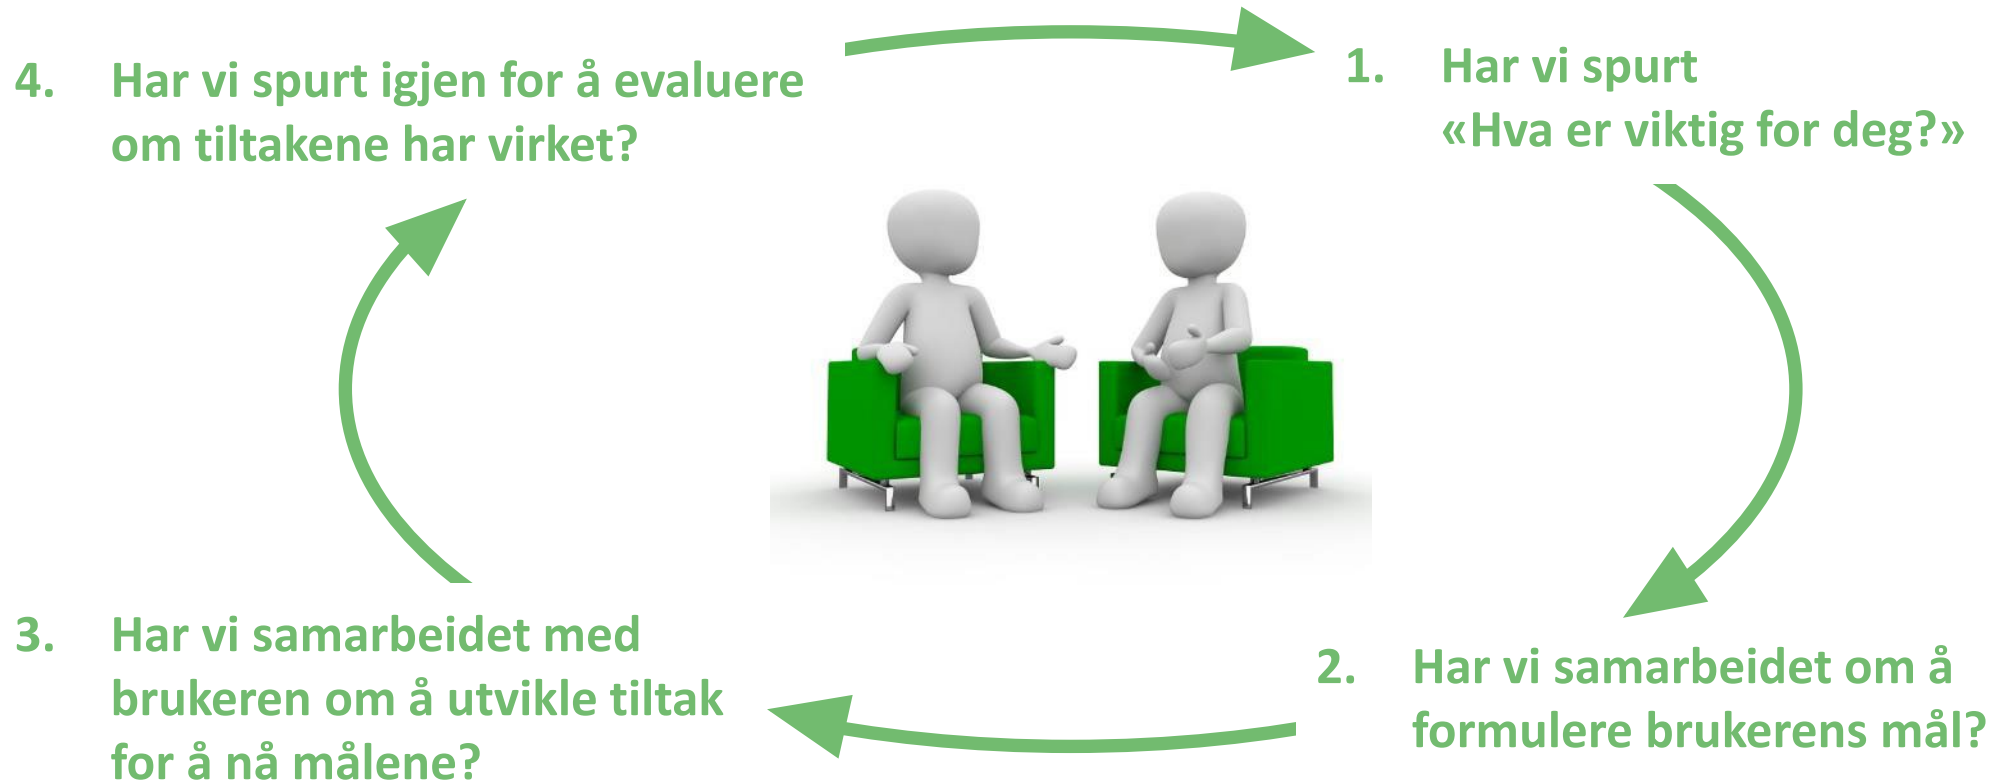 1. Har vi spurt
«Hva er viktig for deg?»
2. Har vi samarbeidet om å
formulere brukerens mål?
3. Har vi samarbeidet med
brukeren om å utvikle tiltak
for å nå målene?
4. Har vi spurt igjen for å evaluere
om tiltakene har virket?